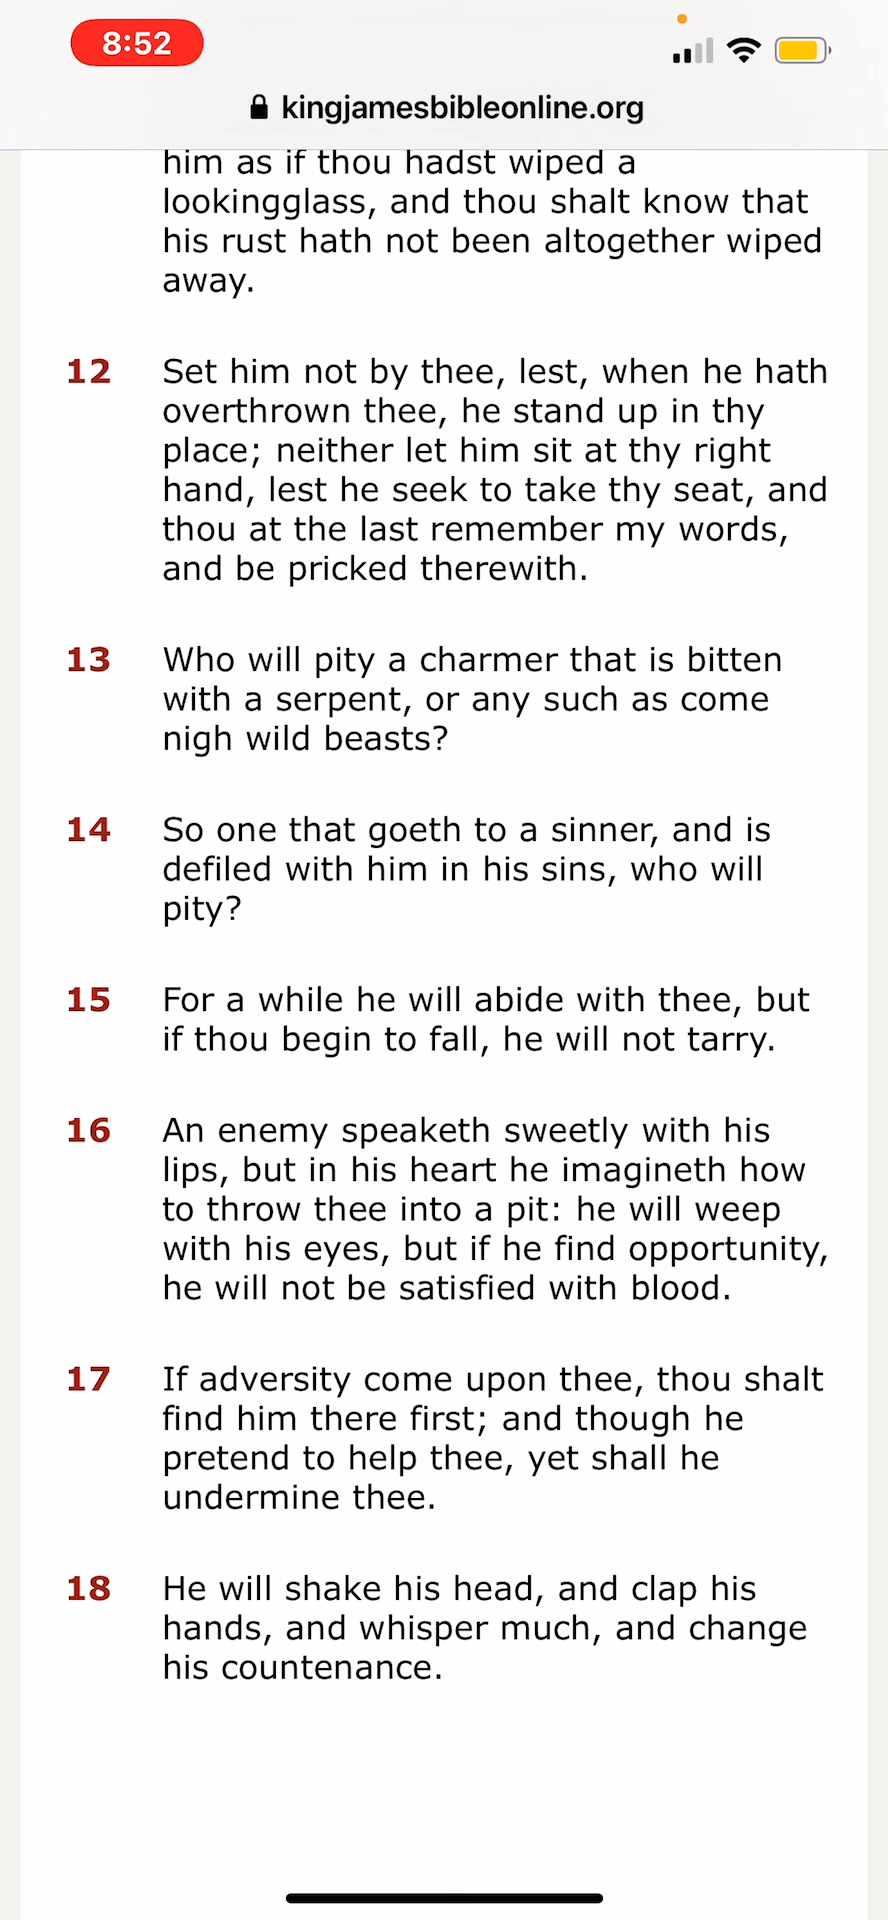 8:52
kingjamesbibleonline.org
him as if thou hadst wiped a
lookingglass, and thou shalt know that
his rust hath not been altogether wiped
away.
12 Set him not by thee, lest, when he hath
overthrown thee, he stand up in thy
place; neither let him sit at thy right
hand, lest he seek to take thy seat, and
thou at the last remember my words,
and be pricked therewith.
13 Who will pity a charmer that is bitten
with a serpent, or any such as come
nigh wild beasts?
14 So one that goeth to a sinner, and is
defiled with him in his sins, who will
pity?
15 For a while he will abide with thee, but
if thou begin to fall, he will not tarry.
16 An enemy speaketh sweetly with his
lips, but in his heart he imagineth how
to throw thee into a pit: he will weep
with his eyes, but if he find opportunity,
he will not be satisfied with blood.
17 If adversity come upon thee, thou shalt
find him there first; and though he
pretend to help thee, yet shall he
undermine thee.
18 He will shake his head, and clap his
hands, and whisper much, and change
his countenance.